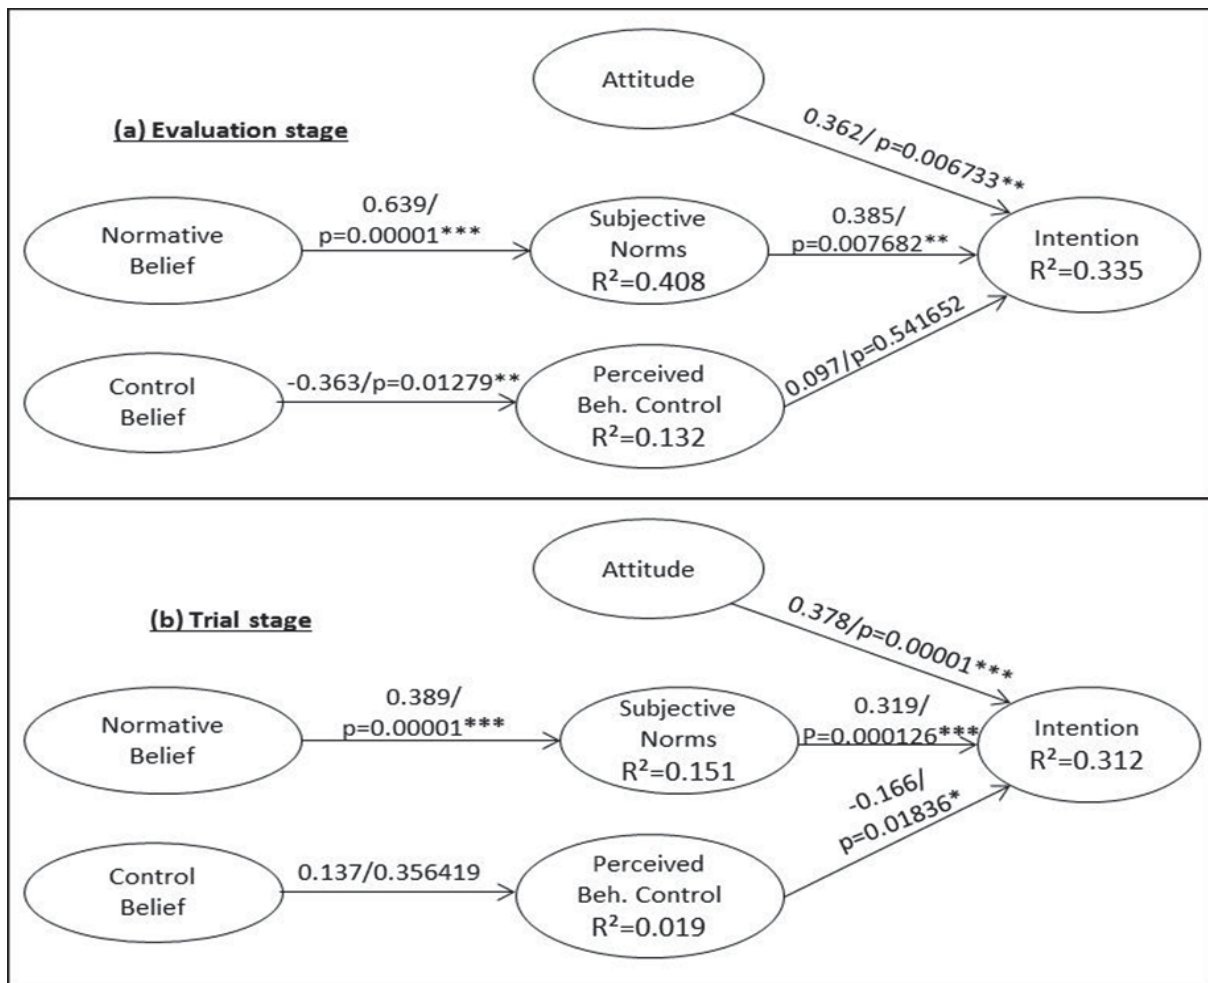 Attitude
(a) Evaluation stage
0.362/ p=0.006733**
Normative
Belief
0.639/
p=0.00001***
Subjective
Norms
R²=0.408
0.385/
p=0.007682**
Intention
R²=0.335
Control
Belief
-0.363/p=0.01279**
Perceived
Beh. Control
R²=0.132
0.097/p=0.541652
Attitude
(b) Trial stage
0.378/p=0.00001***
Normative
Belief
0.389/
p=0.00001***
Subjective
Norms
R²=0.151
0.319/
P=0.000126***
Intention
R²=0.312
Control
Belief
0.137/0.356419
Perceived
Beh. Control
R²=0.019
-0.166/
p=0.01836*